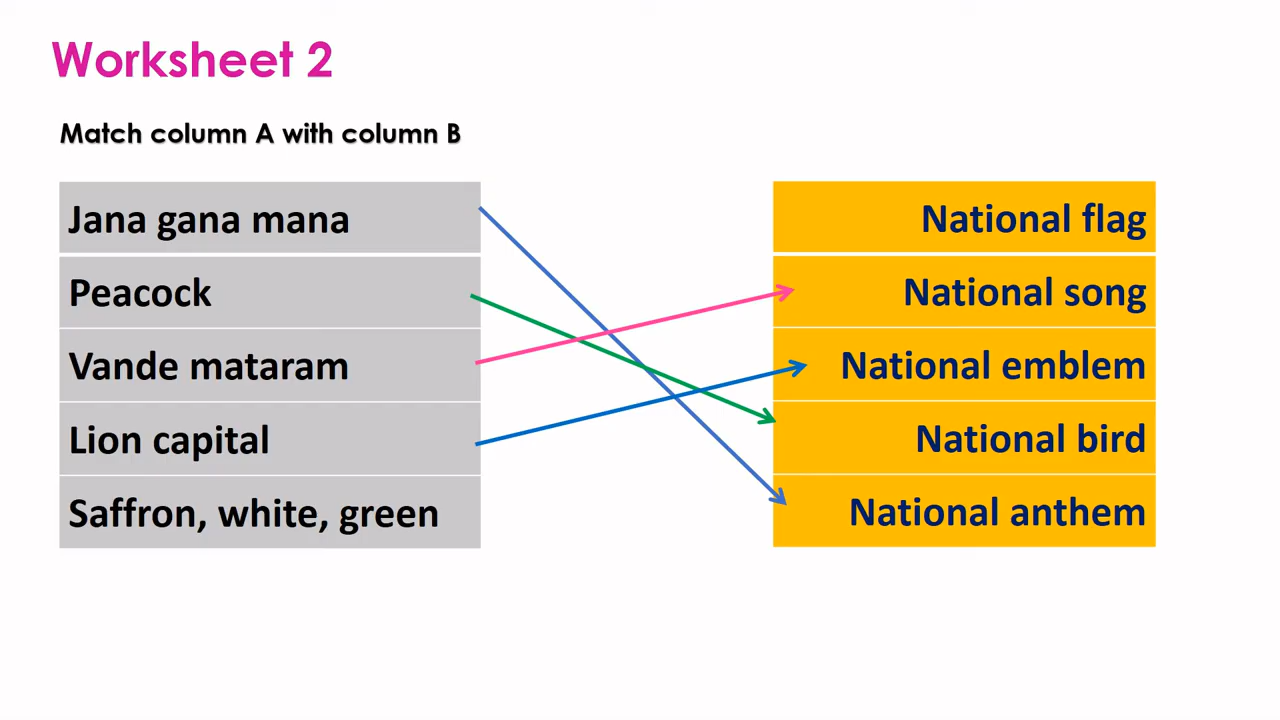 Worksheet 2
Match column A with column B
Jana gana mana
National flag
Peacock
National song
Vande mataram
National emblem
Lion capital
National bird
Saffron, white, green
National anthem